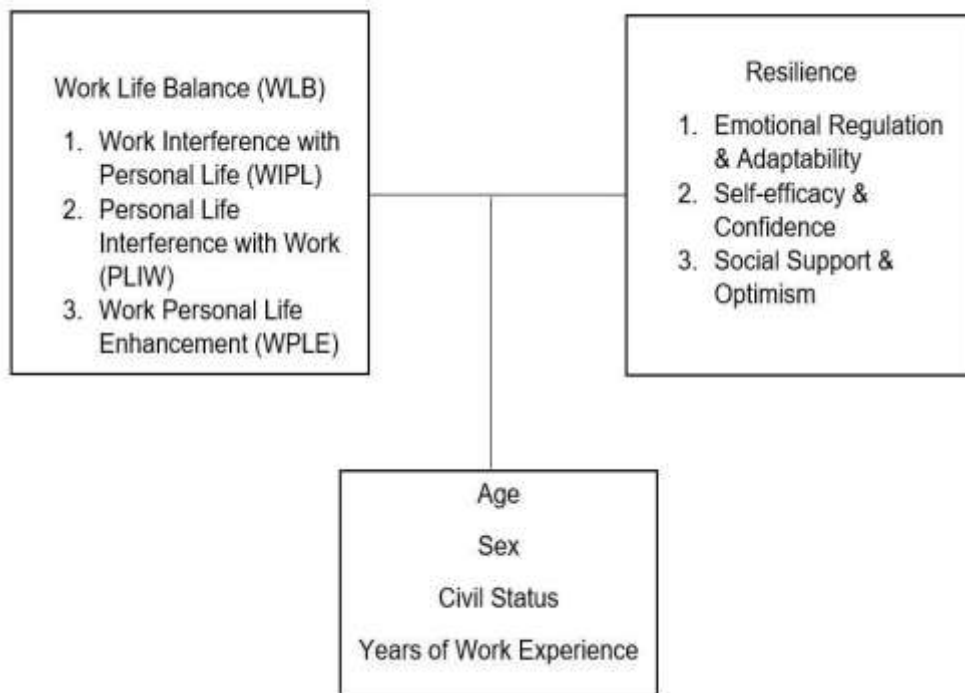 Work Life Balance (WLB)
1. Work Interference with
Personal Life (WIPL)
2. Personal Life
Interference with Work
(PLIW)
3. Work Personal Life
Enhancement (WPLE)
Resilience
1. Emotional Regulation
& Adaptability
2. Self-efficacy &
Confidence
3. Social Support &
Optimism
Age
Sex
Civil Status
Years of Work Experience